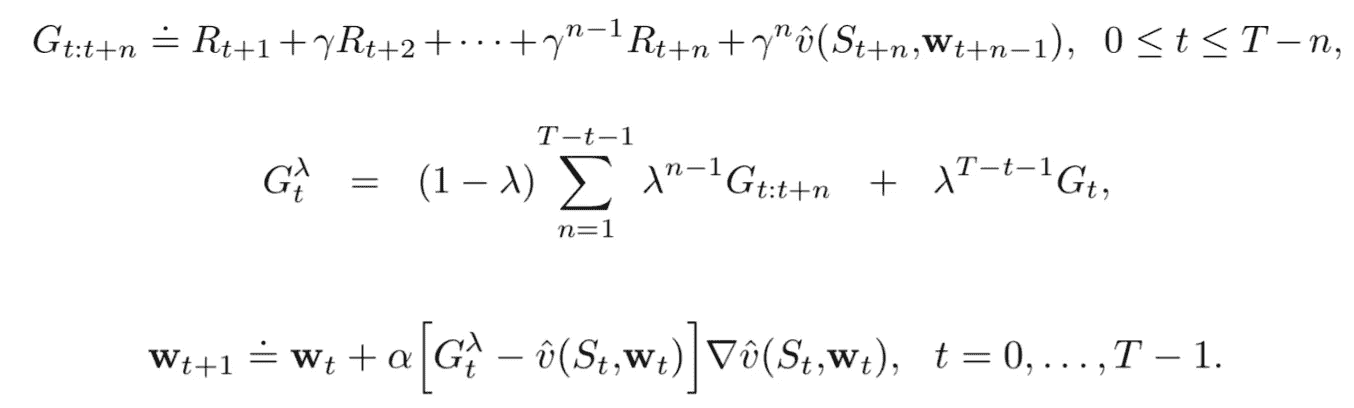 $G_{t:t+n} \doteq R_{t+1} + \gamma R_{t+2} + \cdots + \gamma^{n-1} R_{t+n} + \gamma^{n} \hat{v}(S_{t+n}, \mathbf{w}_{t+n-1}), \;\; 0 \leq t \leq T - n,$
$G_t^{\lambda} \;\; = \;\; (1 - \lambda) \sum_{n=1}^{T-t-1} \lambda^{n-1} G_{t:t+n} \;\; + \;\; \lambda^{T-t-1} G_t,$
$\mathbf{w}_{t+1} \doteq \mathbf{w}_t + \alpha \Big[ G_t^{\lambda} - \hat{v}(S_t, \mathbf{w}_t) \Big] \nabla \hat{v}(S_t, \mathbf{w}_t), \;\; t = 0, \ldots, T - 1.$